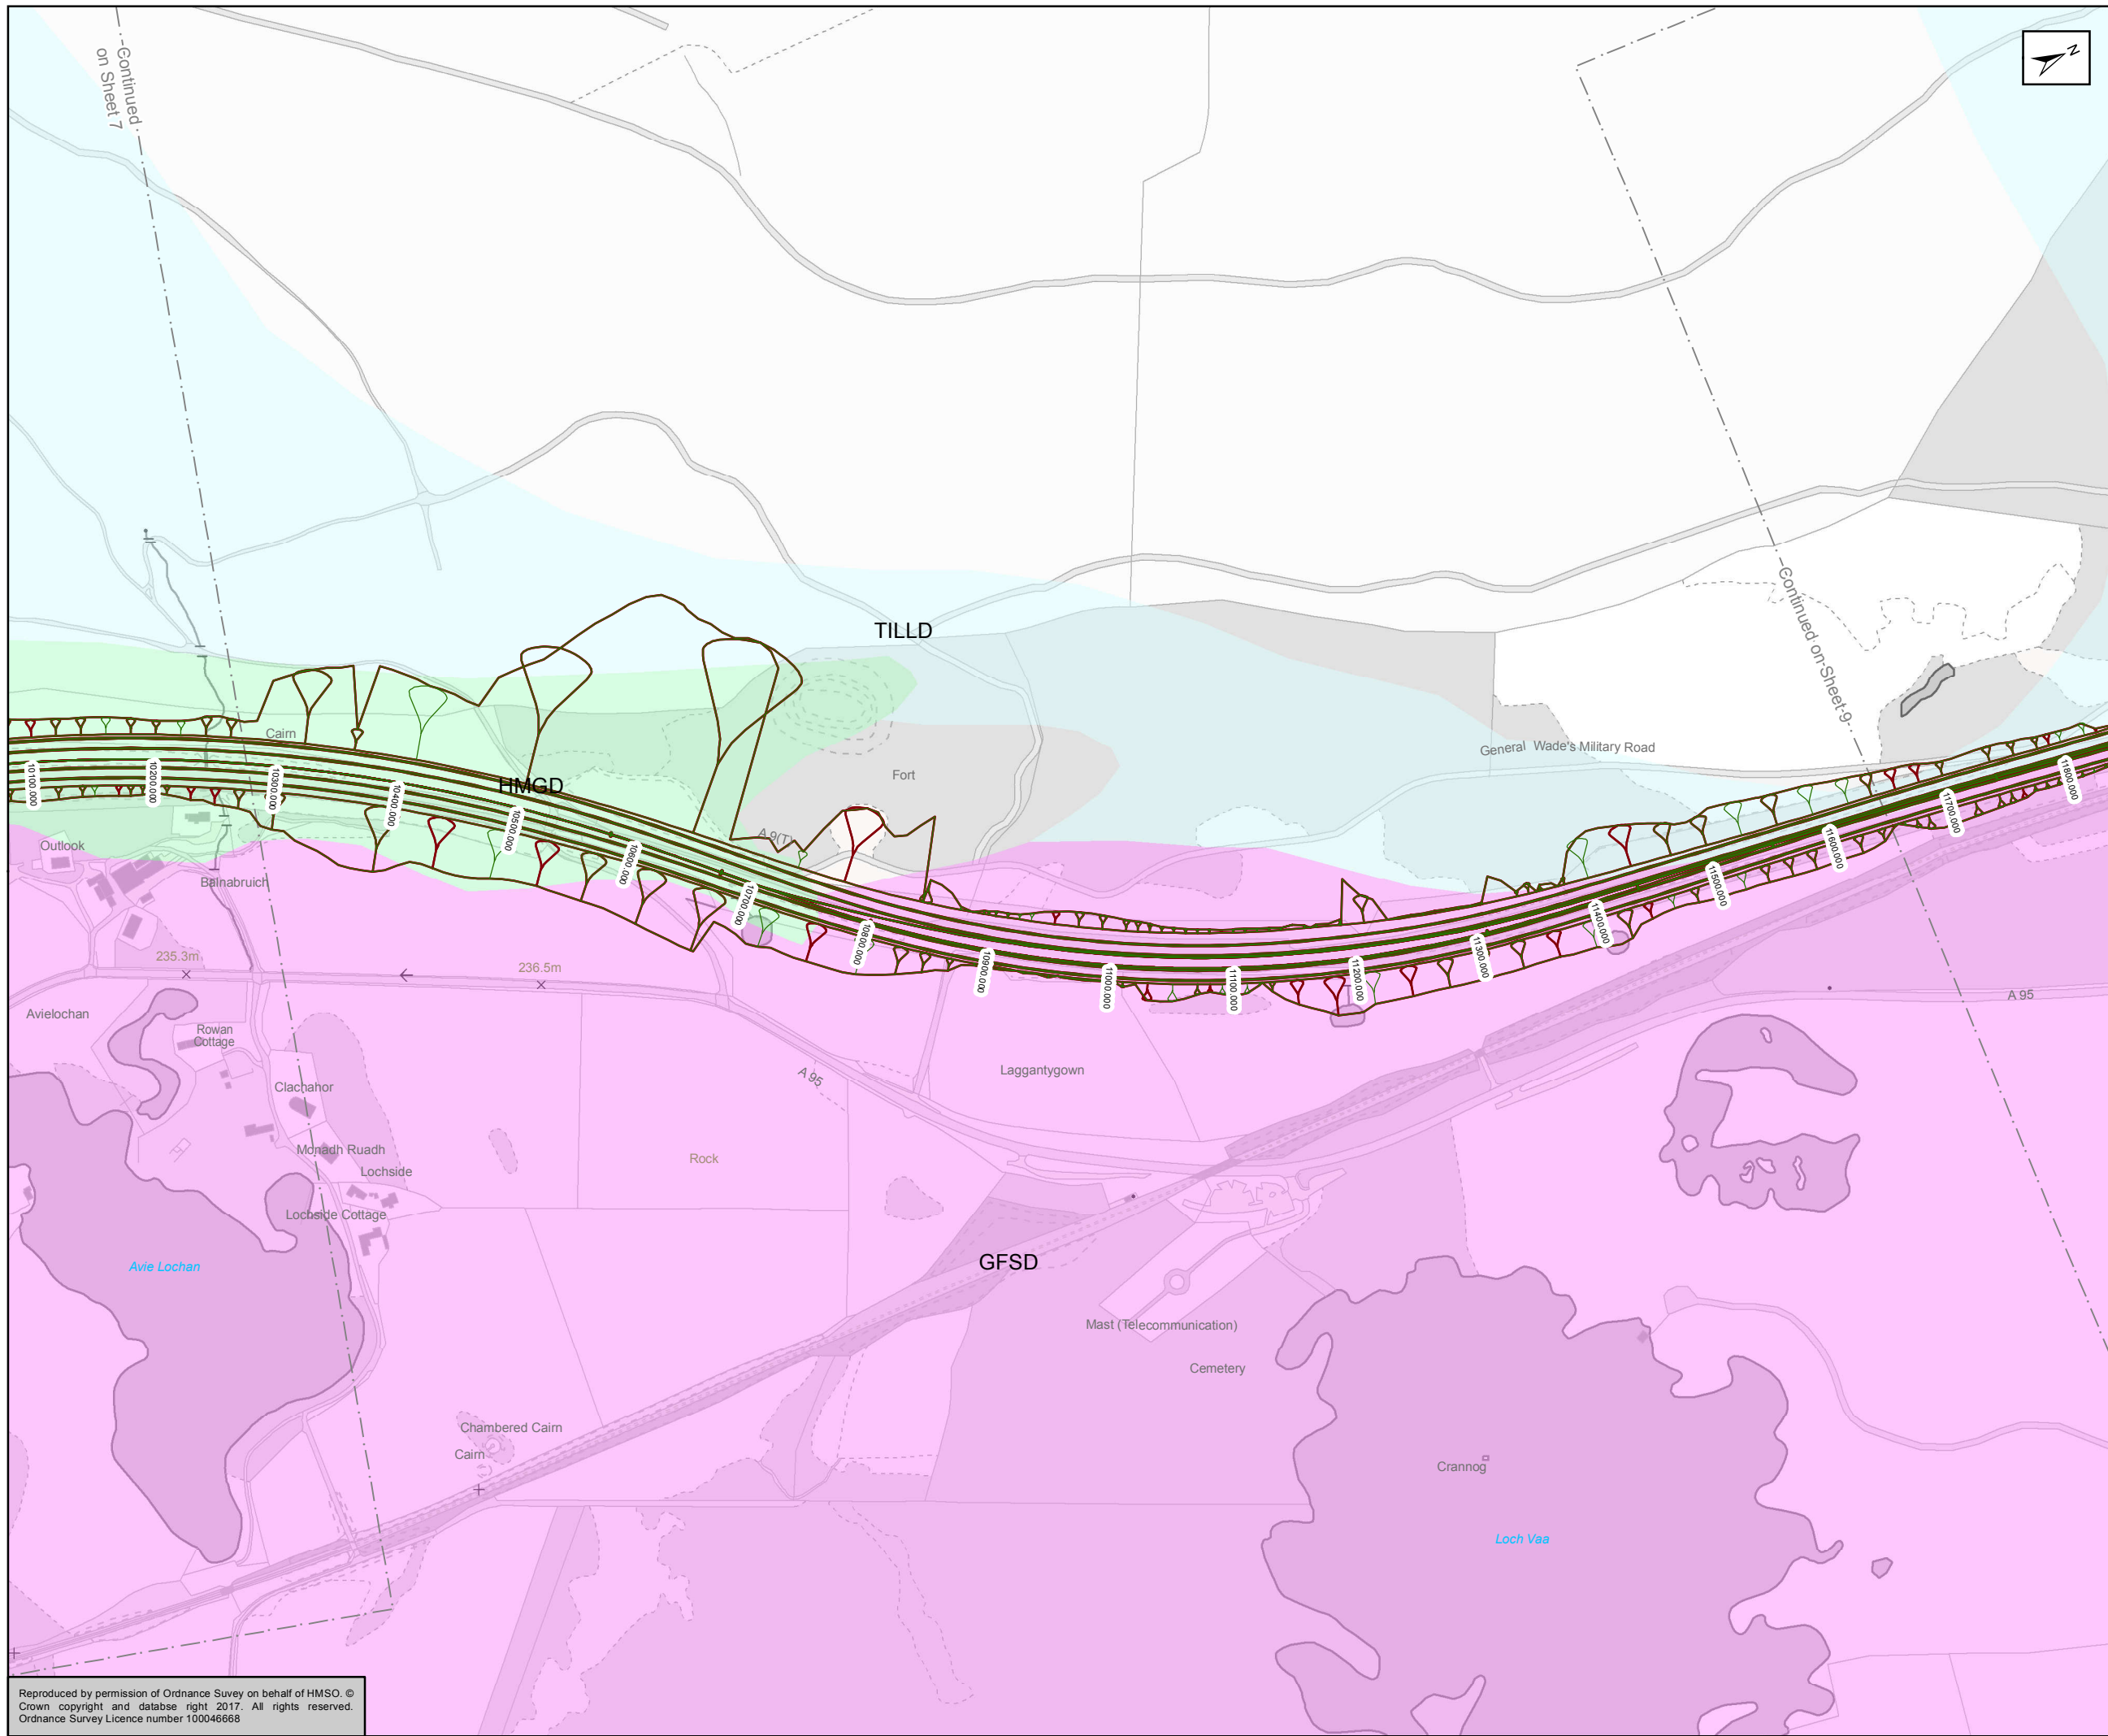 Continued
on Sheet 7
N
TILLD
General Wade's Military Road
Continued on Sheet 9
Cairn
Fort
HMGD
10100.000
10200.000
10300.000
10400.000
10500.000
10600.000
10700.000
10800.000
10900.000
11000.000
11100.000
11200.000
11300.000
11400.000
11500.000
11600.000
11700.000
11800.000
A 9(T)
Outlook
Balnabruich
235.3m
236.5m
A 95
Avielochan
Rowan
Cottage
Clachahor
A 95
Laggantygown
Monadh Ruadh
Rock
Lochside
Lochside Cottage
Avie Lochan
GFSD
Mast (Telecommunication)
Cemetery
Chambered Cairn
Cairn
Crannog
Loch Vaa
Reproduced by permission of Ordnance Suvey on behalf of HMSO. ©
Crown copyright and databse right 2017. All rights reserved.
Ordnance Survey Licence number 100046668